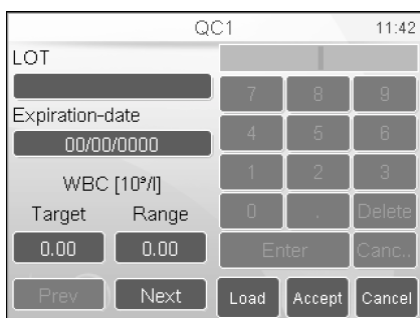 QC1 11:42
LOT
7 8 9
Expiration-date
00/00/0000
4 5 6
WBC [10⁹/l]
1 2 3
Target Range
0 . Delete
0.00 0.00
Enter Canc..
Prev Next Load Accept Cancel